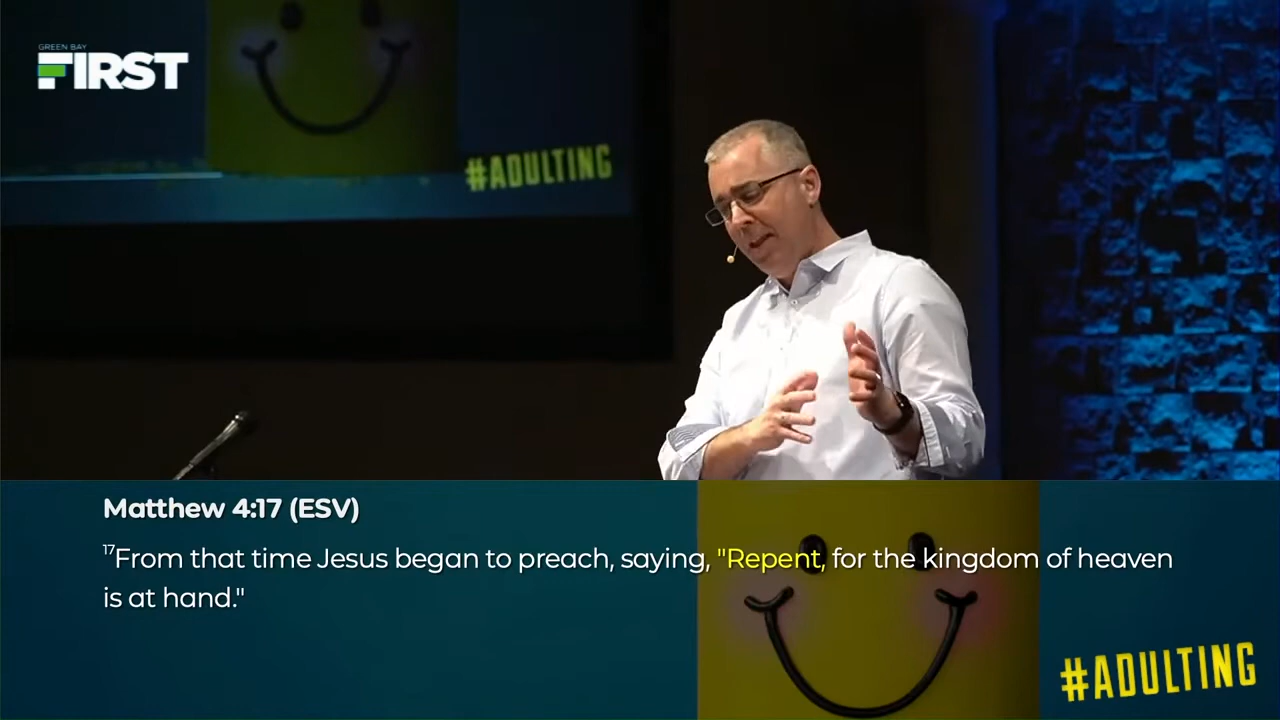 GREEN BAY
FIRST
#ADULTING
Matthew 4:17 (ESV)
17From that time Jesus began to preach, saying, "Repent, for the kingdom of heaven
is at hand."
#ADULTING